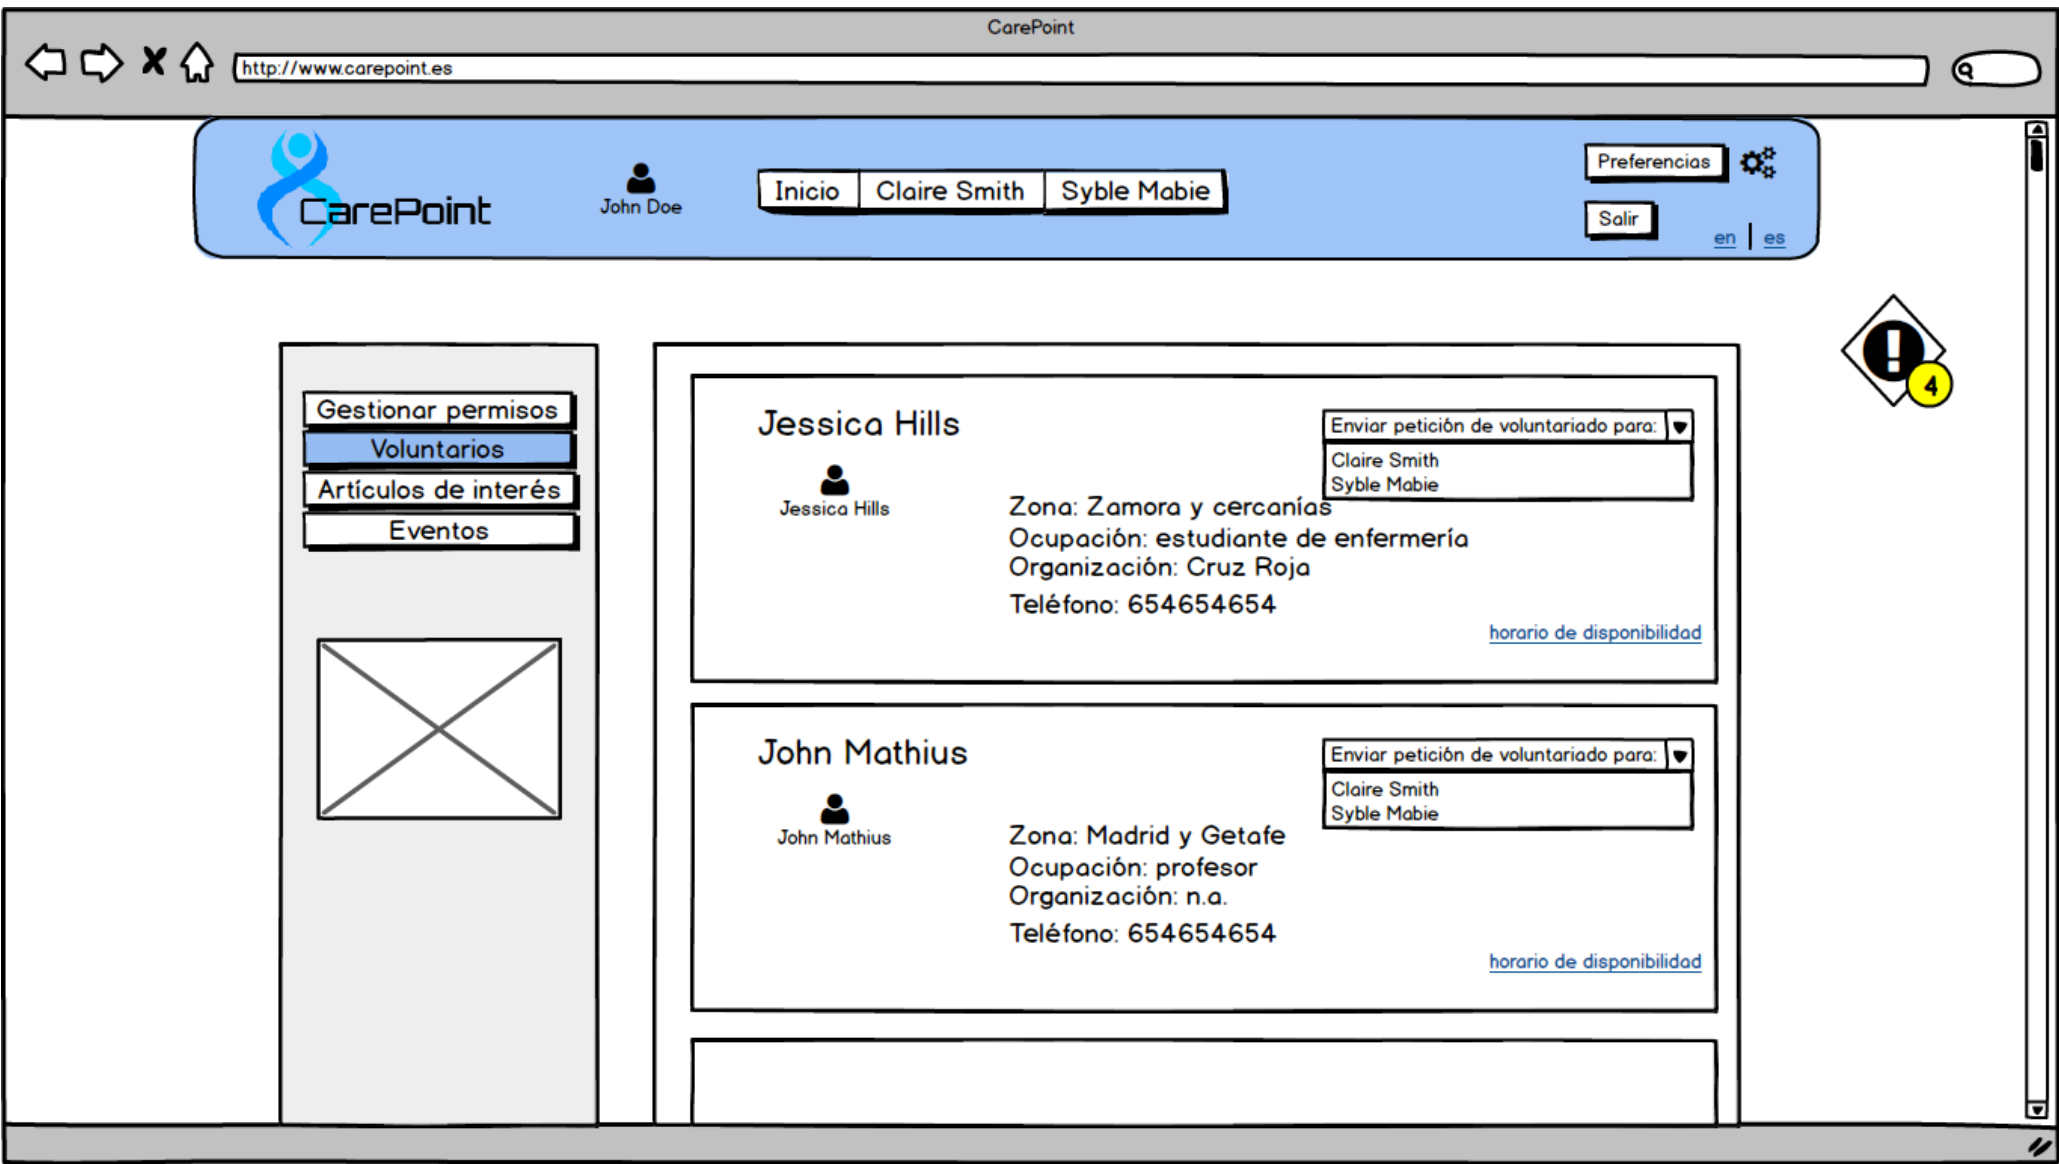 CarePoint
http://www.carepoint.es
CarePoint
John Doe
Inicio Claire Smith Syble Mabie
Preferencias
Salir
en | es
4
Gestionar permisos
Voluntarios
Artículos de interés
Eventos
Jessica Hills
Enviar petición de voluntariado para:
Claire Smith
Syble Mabie
Jessica Hills
Zona: Zamora y cercanías
Ocupación: estudiante de enfermería
Organización: Cruz Roja
Teléfono: 654654654
horario de disponibilidad
John Mathius
Enviar petición de voluntariado para:
Claire Smith
Syble Mabie
John Mathius
Zona: Madrid y Getafe
Ocupación: profesor
Organización: n.a.
Teléfono: 654654654
horario de disponibilidad